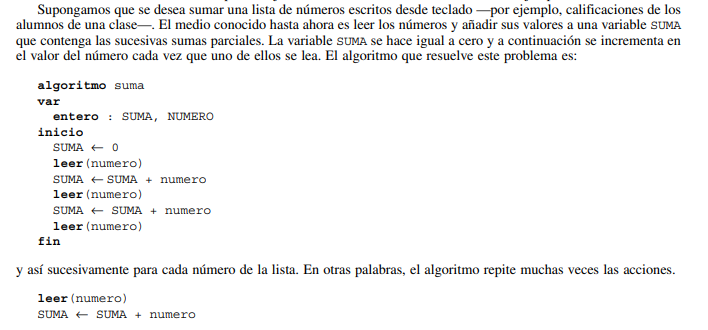 Supongamos que se desea sumar una lista de números escritos desde teclado —por ejemplo, calificaciones de los
alumnos de una clase—. El medio conocido hasta ahora es leer los números y añadir sus valores a una variable SUMA
que contenga las sucesivas sumas parciales. La variable SUMA se hace igual a cero y a continuación se incrementa en
el valor del número cada vez que uno de ellos se lea. El algoritmo que resuelve este problema es:
algoritmo suma
var
entero : SUMA, NUMERO
inicio
SUMA ← 0
leer(numero)
SUMA ← SUMA + numero
leer(numero)
SUMA ← SUMA + numero
leer(numero)
fin
y así sucesivamente para cada número de la lista. En otras palabras, el algoritmo repite muchas veces las acciones.
leer(numero)
SUMA ← SUMA + numero